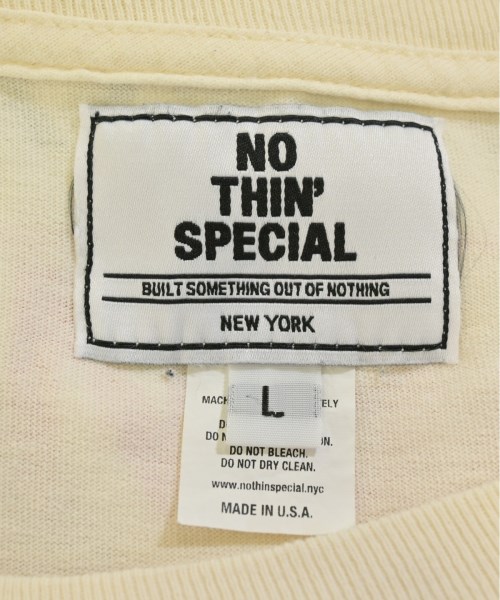 NO
THIN'
SPECIAL
BUILT SOMETHING OUT OF NOTHING
NEW YORK
L
DO NOT BLEACH.
DO NOT DRY CLEAN.
www.nothinspecial.nyc
MADE IN U.S.A.